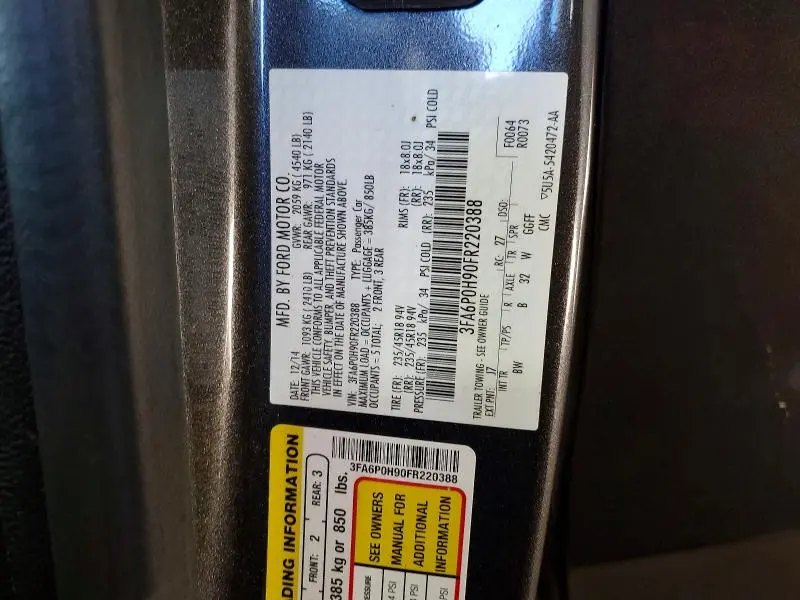 MFD. BY FORD MOTOR CO.
DATE: 12/14 GVWR: 2059 KG ( 4540 LB)
FRONT GAWR: 1093 KG ( 2410 LB) REAR GAWR: 971 KG ( 2140 LB)
THIS VEHICLE CONFORMS TO ALL APPLICABLE FEDERAL MOTOR
VEHICLE SAFETY, BUMPER, AND THEFT PREVENTION STANDARDS
IN EFFECT ON THE DATE OF MANUFACTURE SHOWN ABOVE.
VIN: 3FA6P0H90FR220388 TYPE: Passenger Car
MAXIMUM LOAD = OCCUPANTS + LUGGAGE = 385KG/ 850LB
OCCUPANTS = 5 TOTAL; 2 FRONT, 3 REAR
TIRE (FR): 235/45R18 94V RIMS (FR): 18x8.0J
(RR): 235/45R18 94V (RR): 18x8.0J
PRESSURE (FR): 235 kPa/ 34 PSI COLD (RR): 235 kPa/ 34 PSI COLD
3FA6P0H90FR220388
TRAILER TOWING - SEE OWNER GUIDE F0064
EXT PNT: J7 RC: 27 DSO: R0073
INT TR TP/PS R AXLE TR SPR
BW B 32 W GGFF
CMC ▽5U5A-5420472-AA
ADING INFORMATION
FRONT: 2 REAR: 3
385 kg or 850 lbs.
3FA6P0H90FR220388
RESSURE
4 PSI
PSI
PSI
SEE OWNERS
MANUAL FOR
ADDITIONAL
INFORMATION